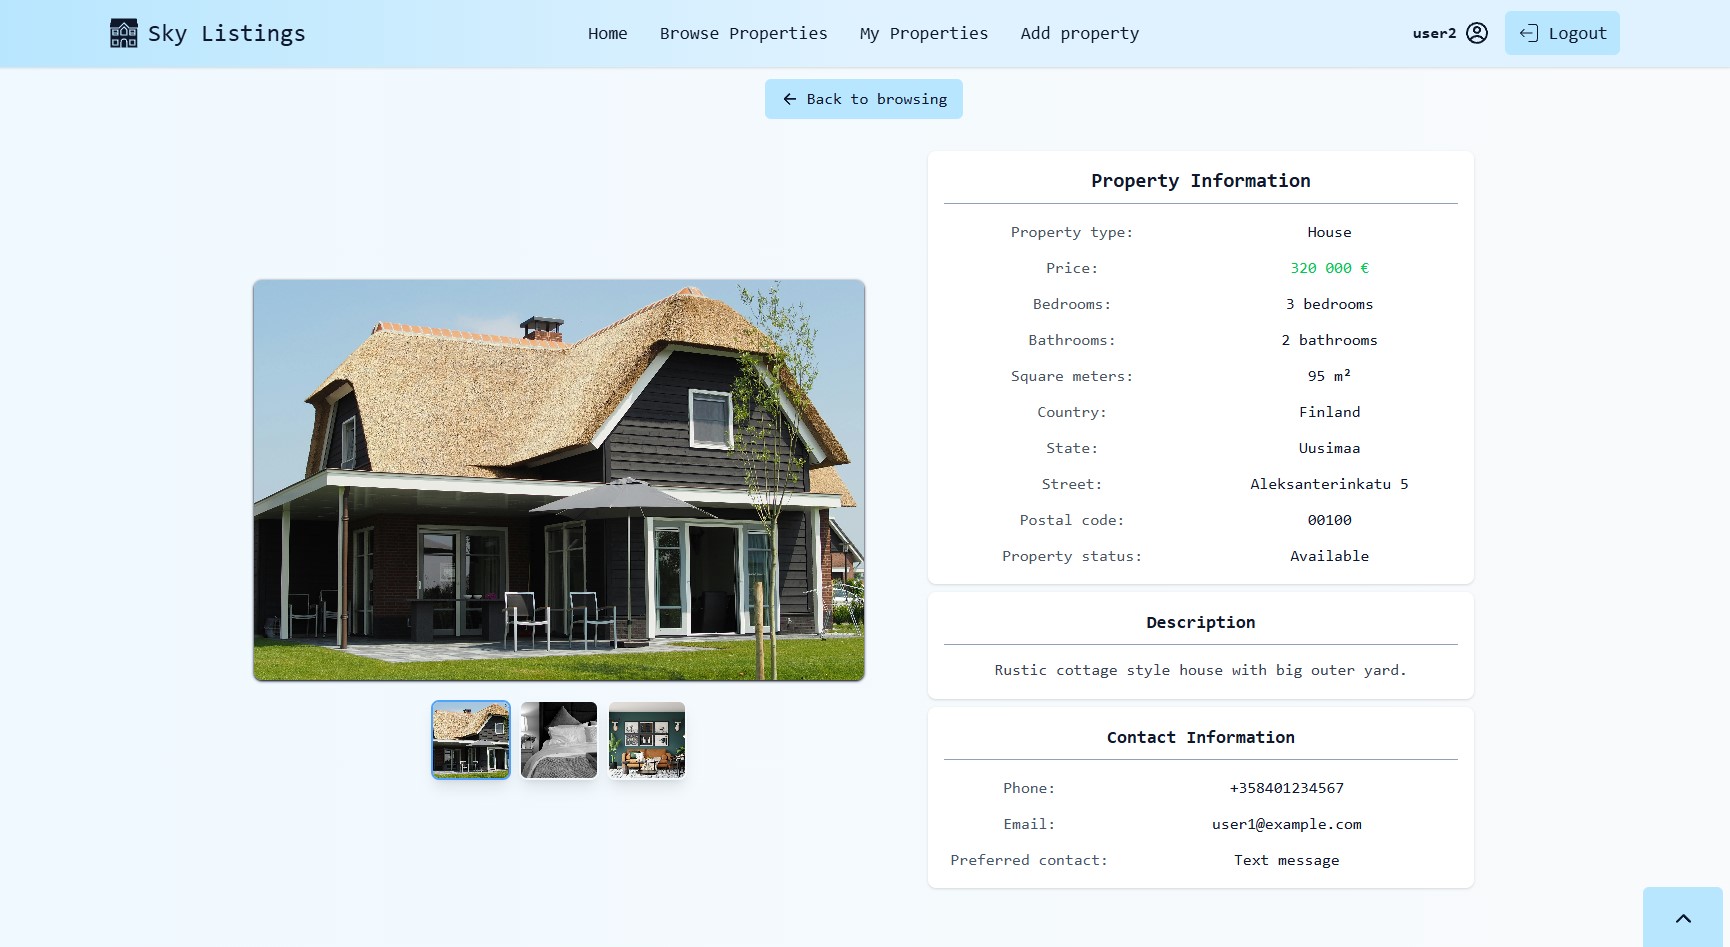 Sky Listings
Home Browse Properties My Properties Add property
user2 Logout
Back to browsing
Property Information
Property type: House
Price: 320 000 €
Bedrooms: 3 bedrooms
Bathrooms: 2 bathrooms
Square meters: 95 m²
Country: Finland
State: Uusimaa
Street: Aleksanterinkatu 5
Postal code: 00100
Property status: Available
Description
Rustic cottage style house with big outer yard.
Contact Information
Phone: +358401234567
Email: user1@example.com
Preferred contact: Text message